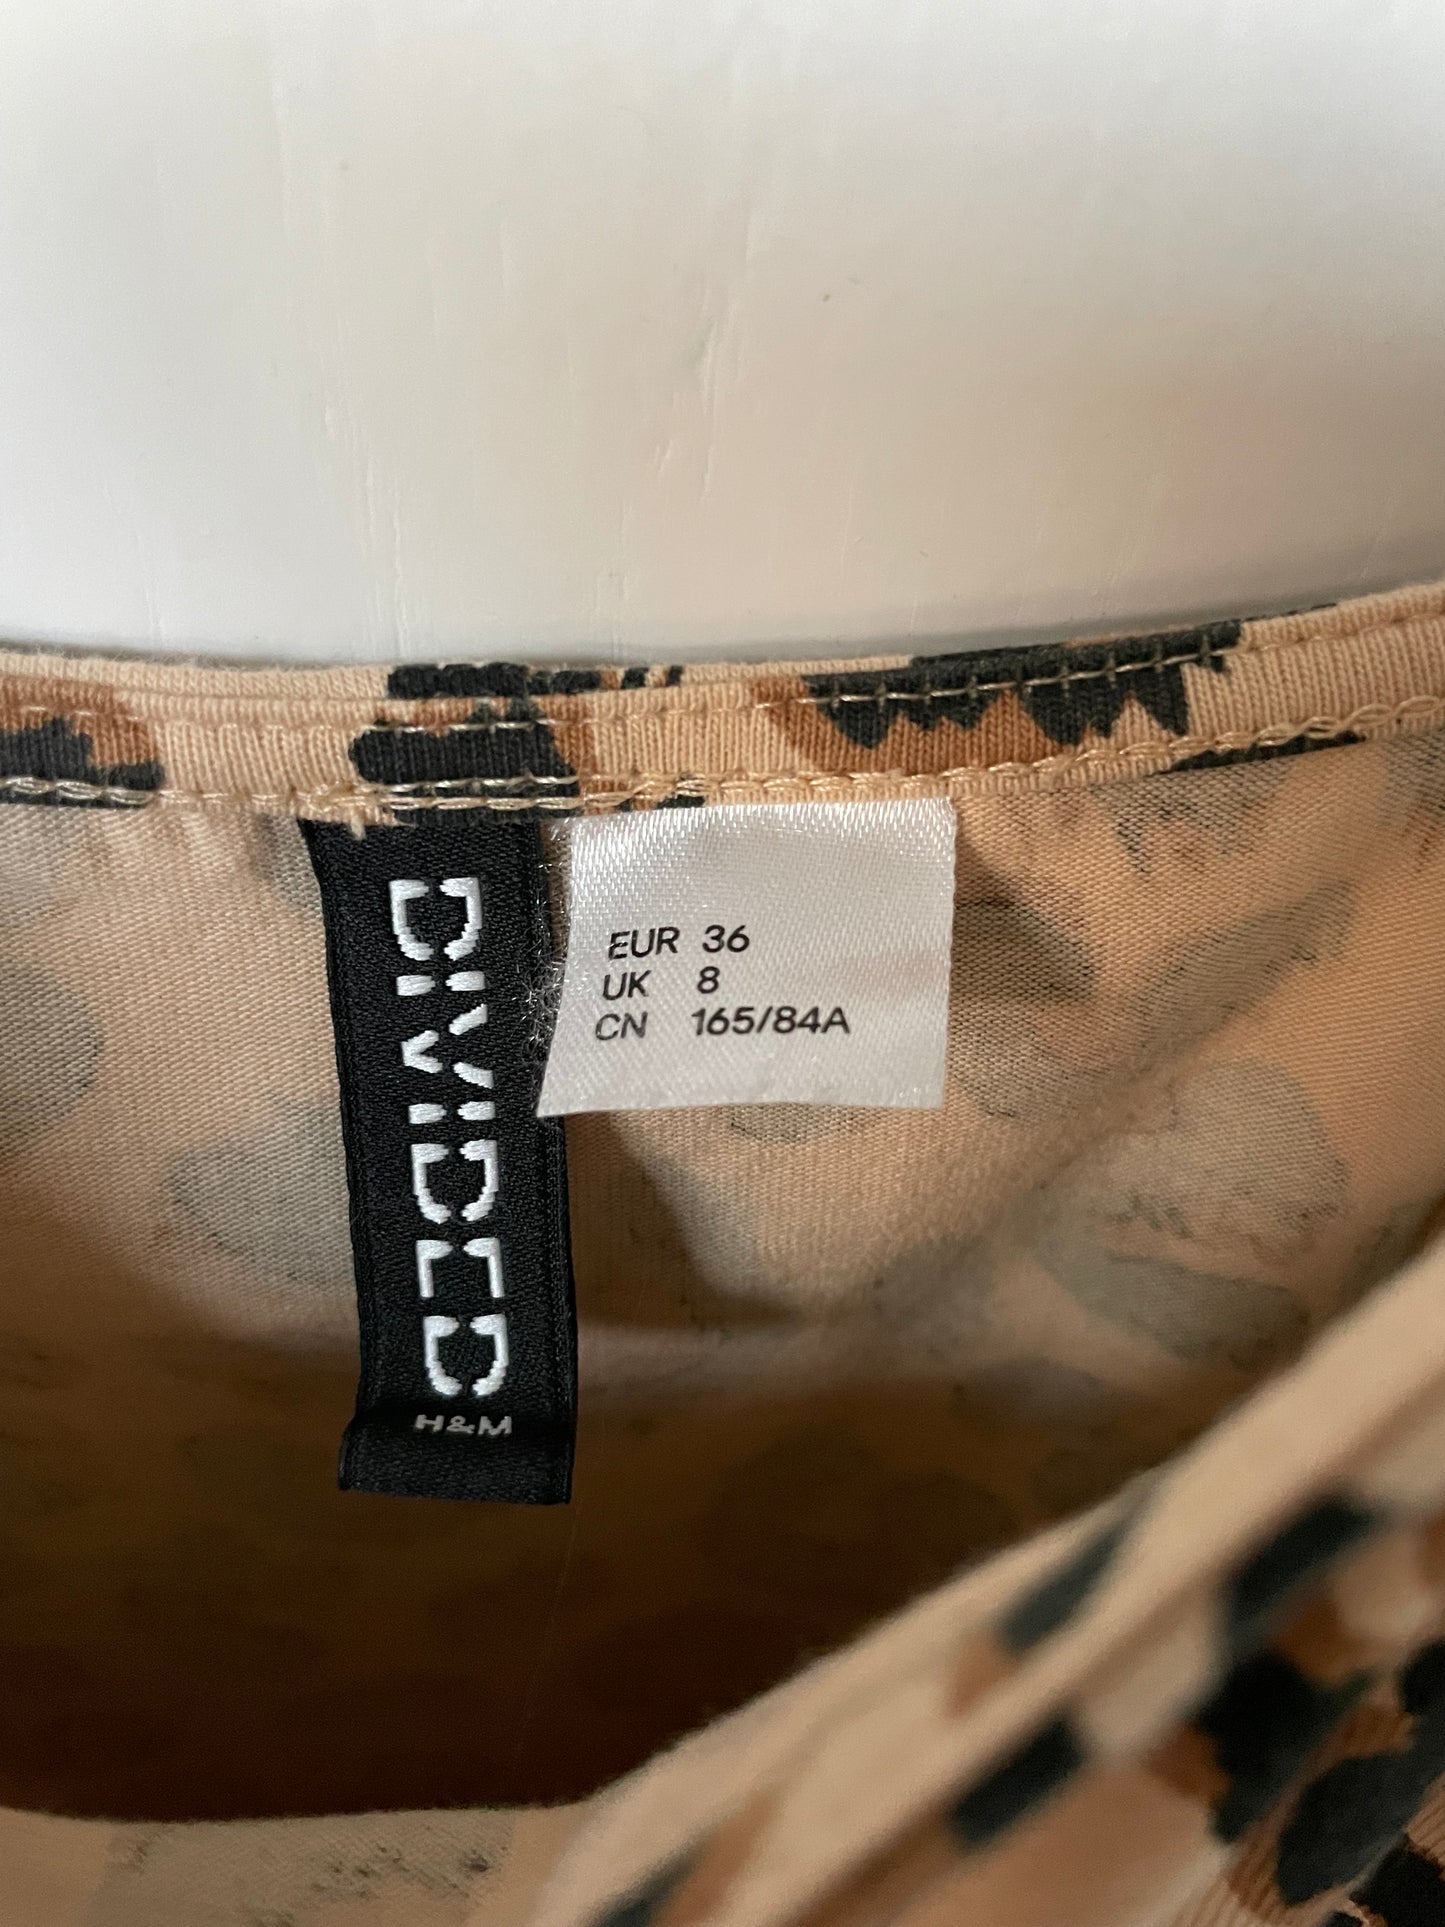 DIVIDED
H&M
EUR 36
UK 8
CN 165/84A